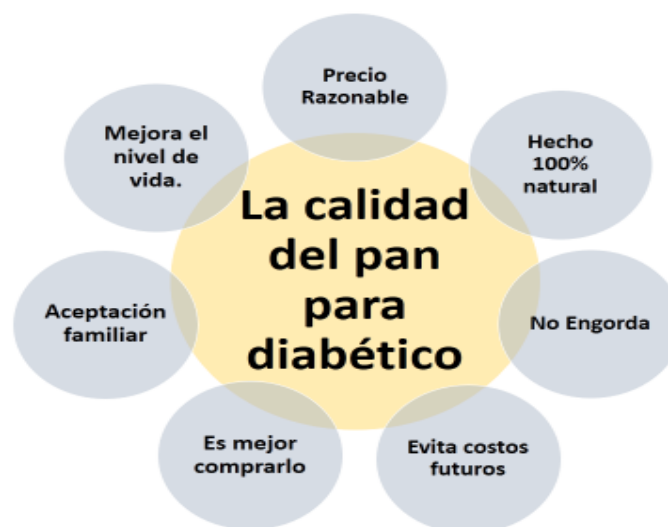 Precio
Razonable
Hecho
100%
natural
No Engorda
Evita costos
futuros
Es mejor
comprarlo
Aceptación
familiar
Mejora el
nivel de
vida.
La calidad
del pan
para
diabético